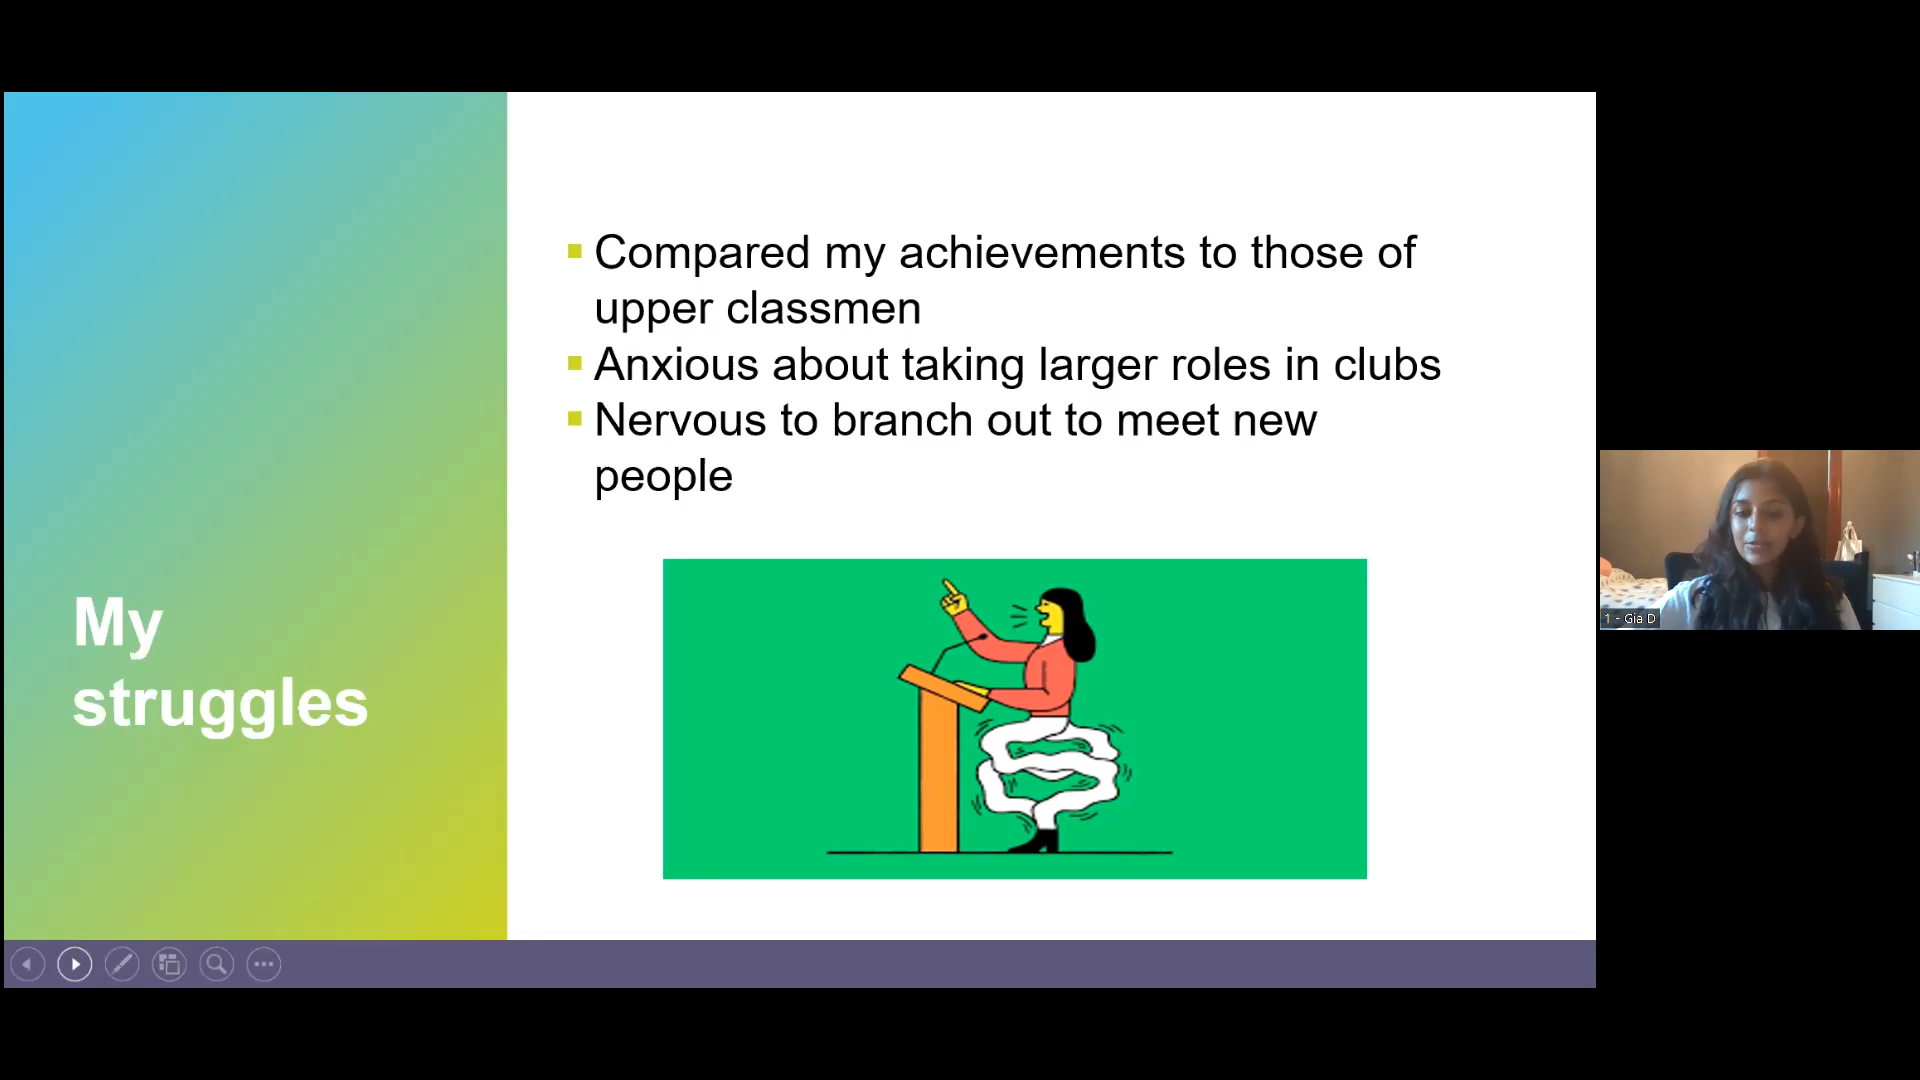 My
struggles
Compared my achievements to those of
upper classmen
Anxious about taking larger roles in clubs
Nervous to branch out to meet new
people
1 - Gia D